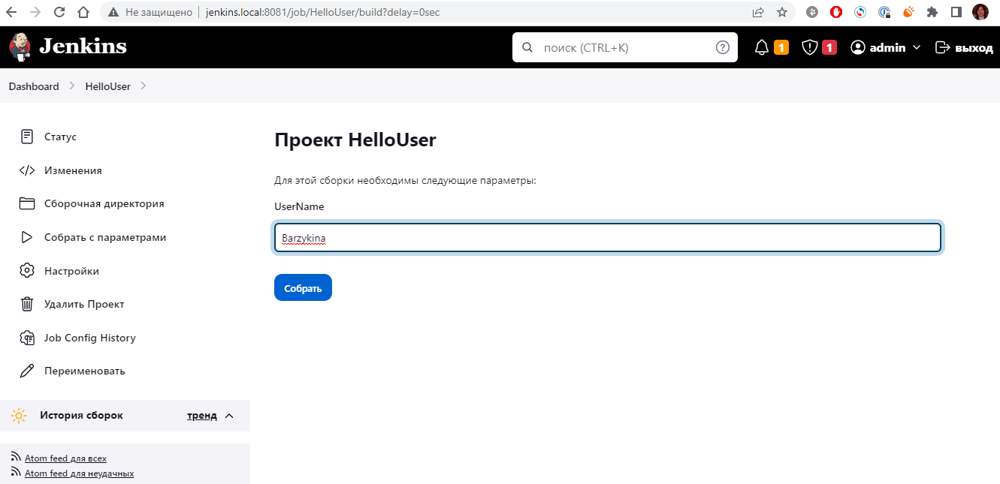 Не защищено jenkins.local:8081/job/HelloUser/build?delay=0sec
Jenkins поиск (CTRL+K) ? 1 1 admin выход
Dashboard HelloUser
Статус
Изменения
Сборочная директория
Собрать с параметрами
Настройки
Удалить Проект
Job Config History
Переименовать
История сборок тренд
Atom feed для всех
Atom feed для неудачных
Проект HelloUser
Для этой сборки необходимы следующие параметры:
UserName
Barzykina
Собрать